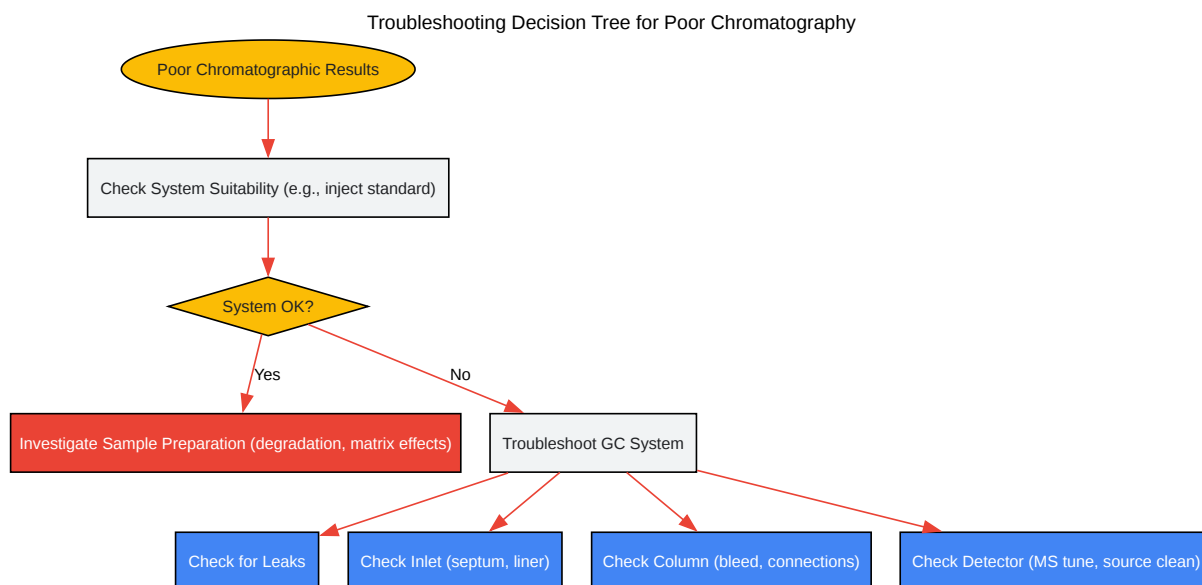 Troubleshooting Decision Tree for Poor Chromatography
Poor Chromatographic Results
Check System Suitability (e.g., inject standard)
System OK?
Yes
No
Investigate Sample Preparation (degradation, matrix effects)
Troubleshoot GC System
Check for Leaks
Check Inlet (septum, liner)
Check Column (bleed, connections)
Check Detector (MS tune, source clean)